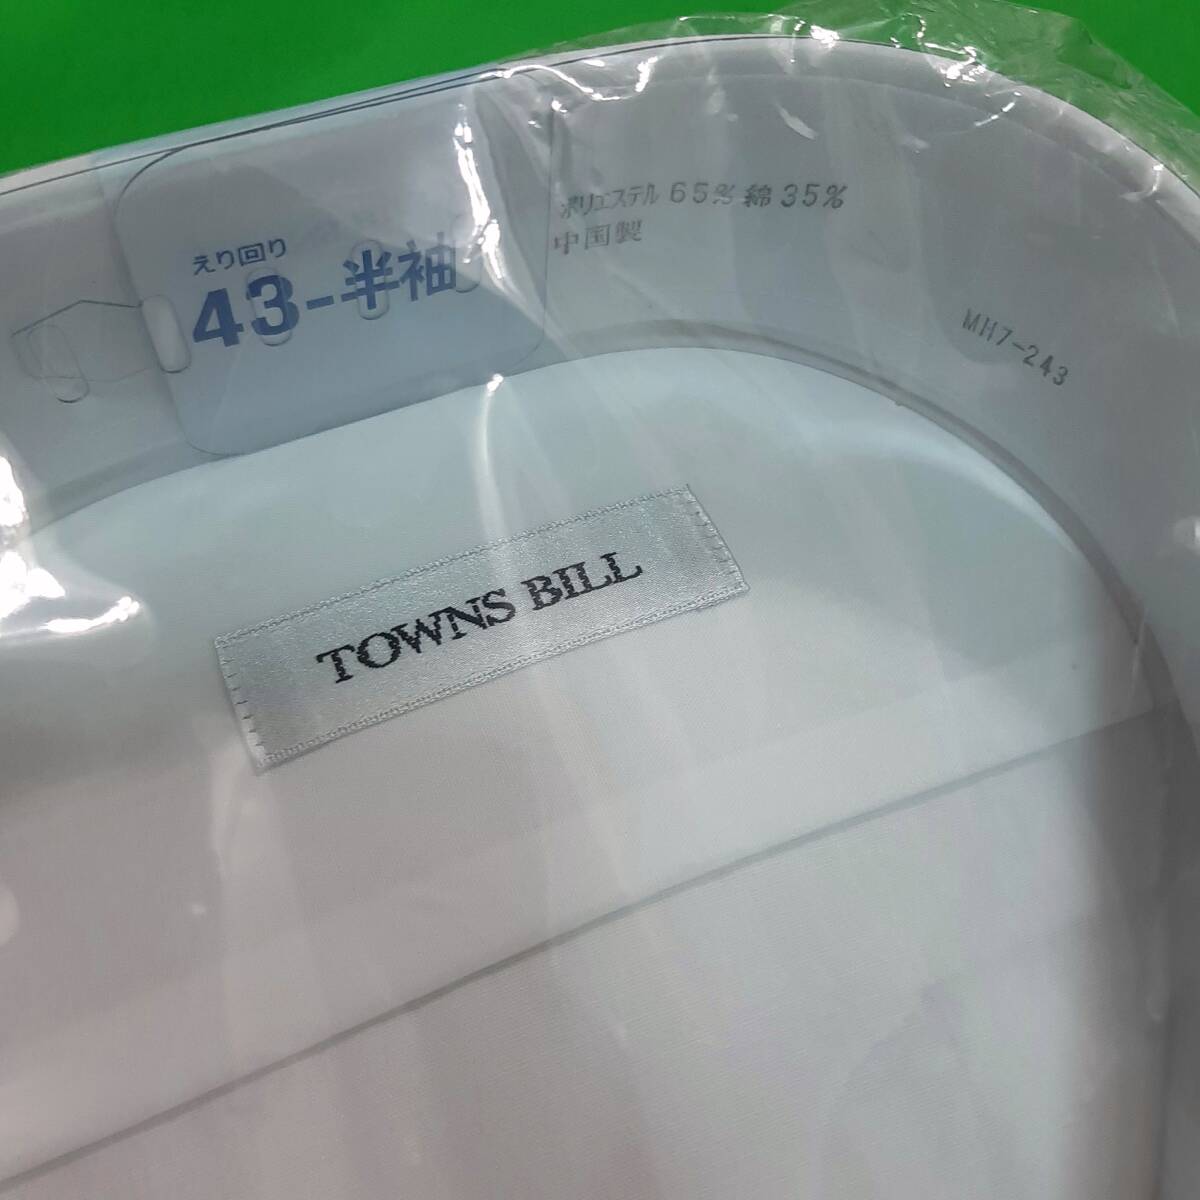 えり回り
43-半袖
ポリエステル 65% 綿 35%
中国製
MH7-243
TOWNS BILL